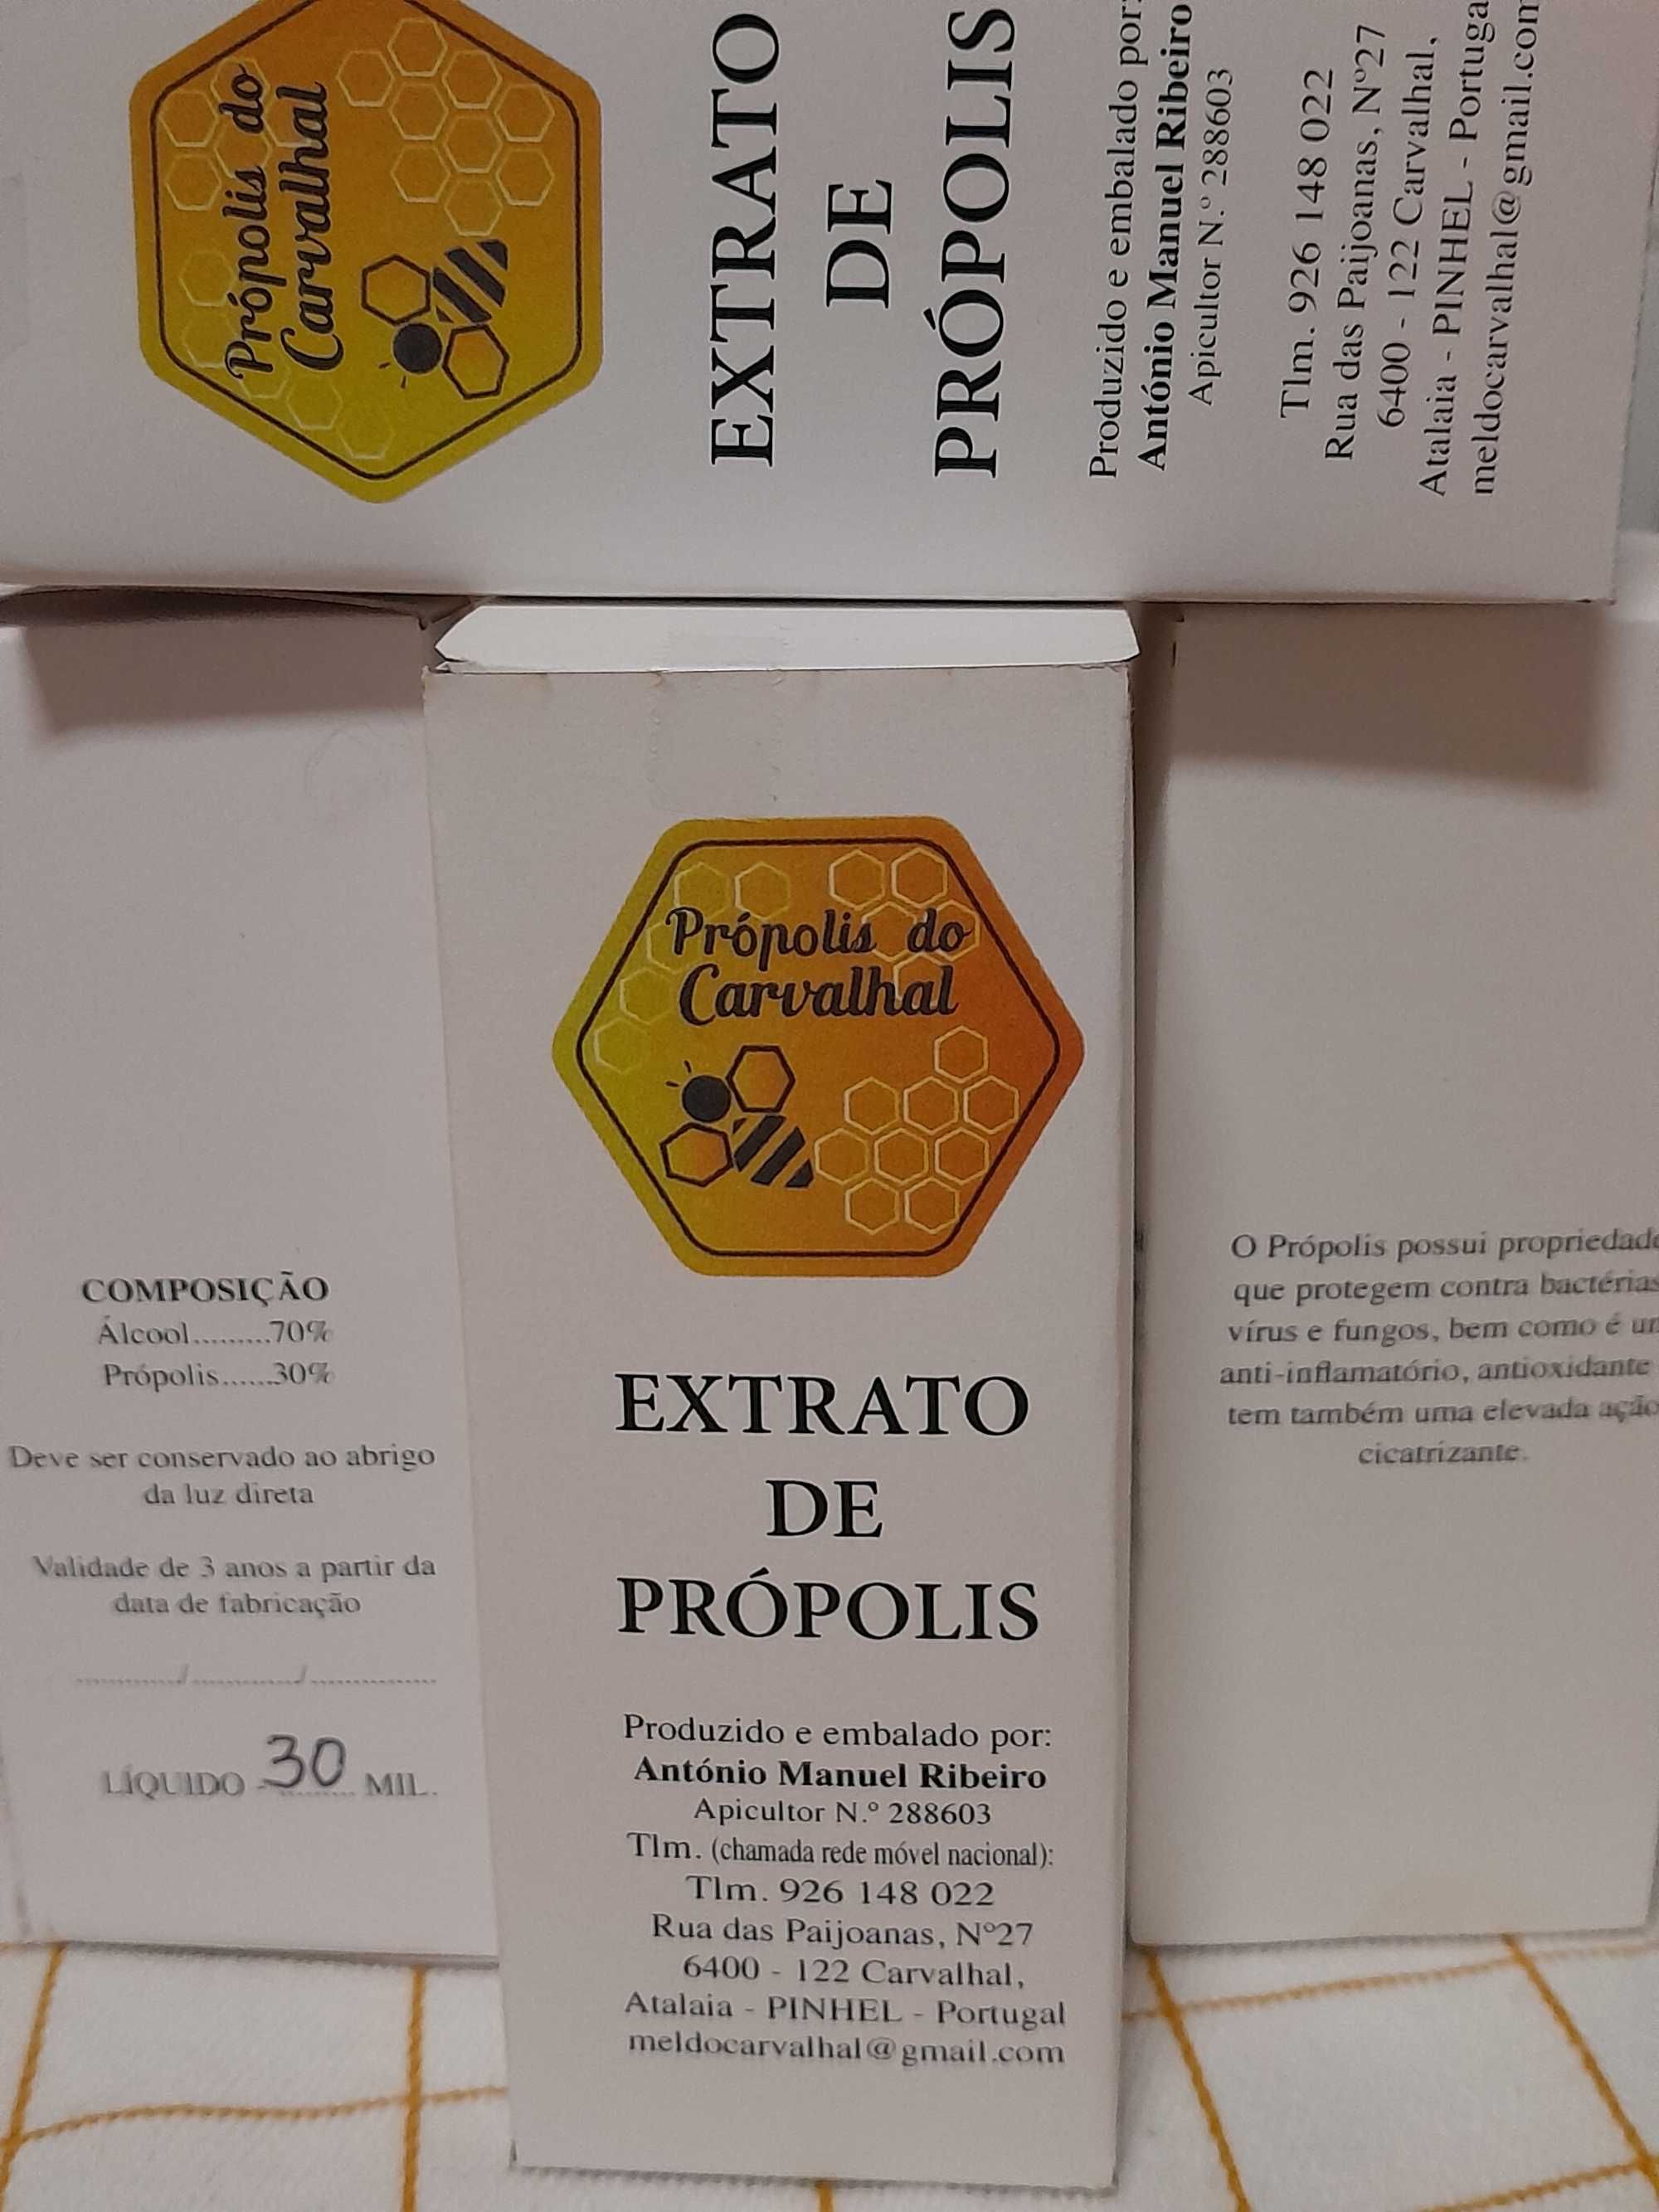 Própolis do
Carvalhal
EXTRATO
DE
PRÓPOLIS
Produzido e embalado por:
António Manuel Ribeiro
Apicultor N.º 288603
Tlm. 926 148 022
Rua das Paijoanas, Nº27
6400 - 122 Carvalhal,
Atalaia - PINHEL - Portuga
meldocarvalhal@gmail.com
COMPOSIÇÃO
Álcool.........70%
Própolis......30%
Deve ser conservado ao abrigo
da luz direta
Validade de 3 anos a partir da
data de fabricação
............../................/................
LÍQUIDO 30 MIL.
Própolis do
Carvalhal
EXTRATO
DE
PRÓPOLIS
Produzido e embalado por:
António Manuel Ribeiro
Apicultor N.º 288603
Tlm. (chamada rede móvel nacional):
Tlm. 926 148 022
Rua das Paijoanas, Nº27
6400 - 122 Carvalhal,
Atalaia - PINHEL - Portugal
meldocarvalhal@gmail.com
O Própolis possui propriedade
que protegem contra bactérias
vírus e fungos, bem como é um
anti-inflamatório, antioxidante
tem também uma elevada ação
cicatrizante.